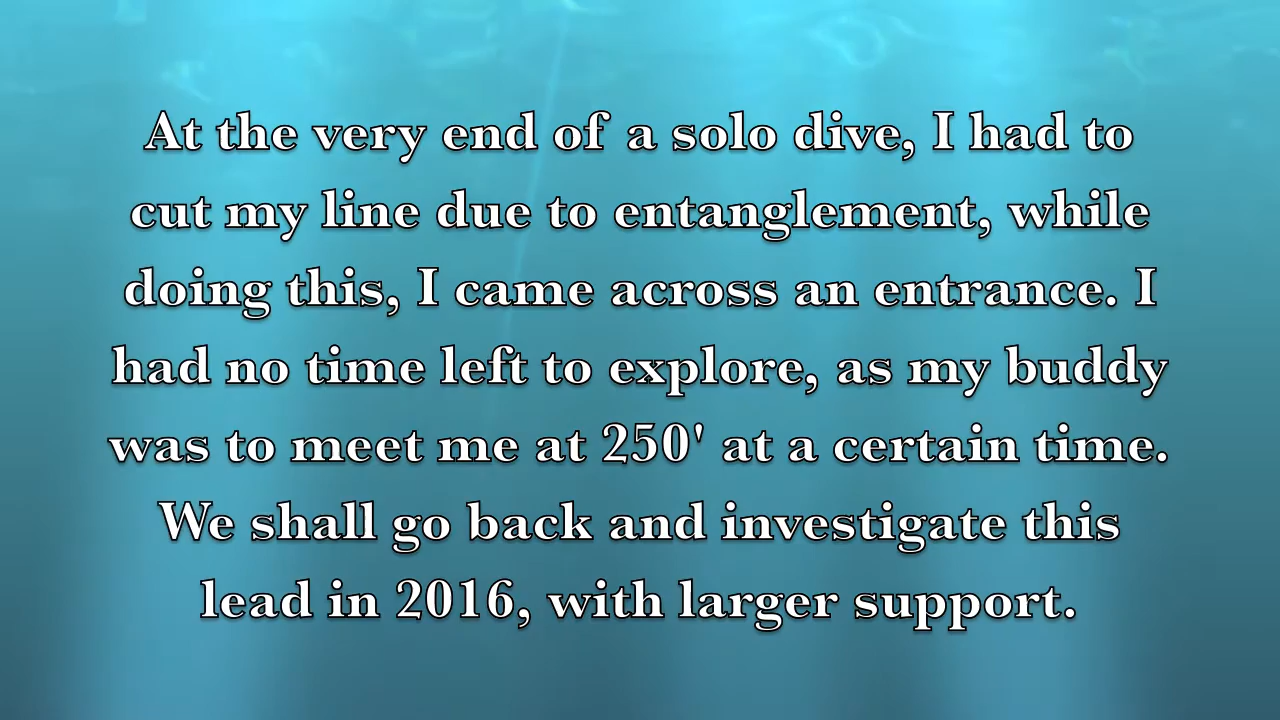 At the very end of a solo dive, I had to
cut my line due to entanglement, while
doing this, I came across an entrance. I
had no time left to explore, as my buddy
was to meet me at 250' at a certain time.
We shall go back and investigate this
lead in 2016, with larger support.